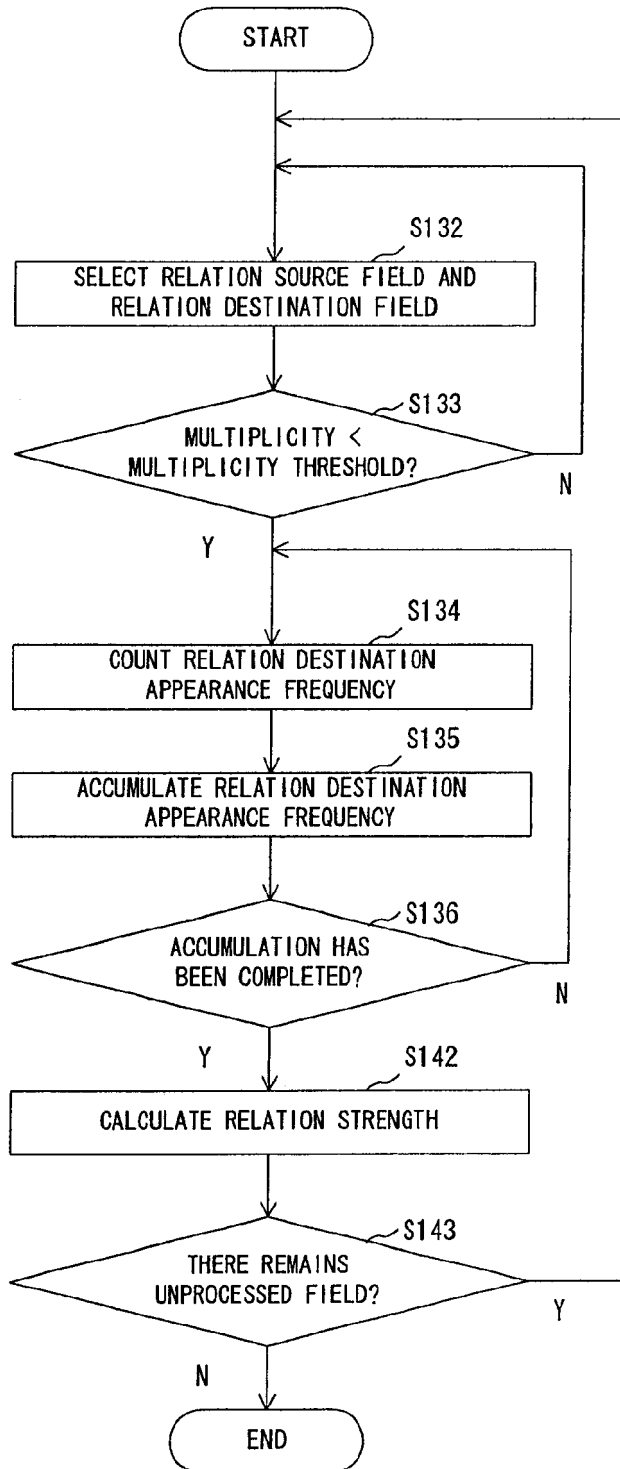 START
S132
SELECT RELATION SOURCE FIELD AND
RELATION DESTINATION FIELD
S133
MULTIPLICITY <
MULTIPLICITY THRESHOLD?
N
Y
S134
COUNT RELATION DESTINATION
APPEARANCE FREQUENCY
S135
ACCUMULATE RELATION DESTINATION
APPEARANCE FREQUENCY
S136
ACCUMULATION HAS
BEEN COMPLETED?
N
Y
S142
CALCULATE RELATION STRENGTH
S143
THERE REMAINS
UNPROCESSED FIELD?
Y
N
END